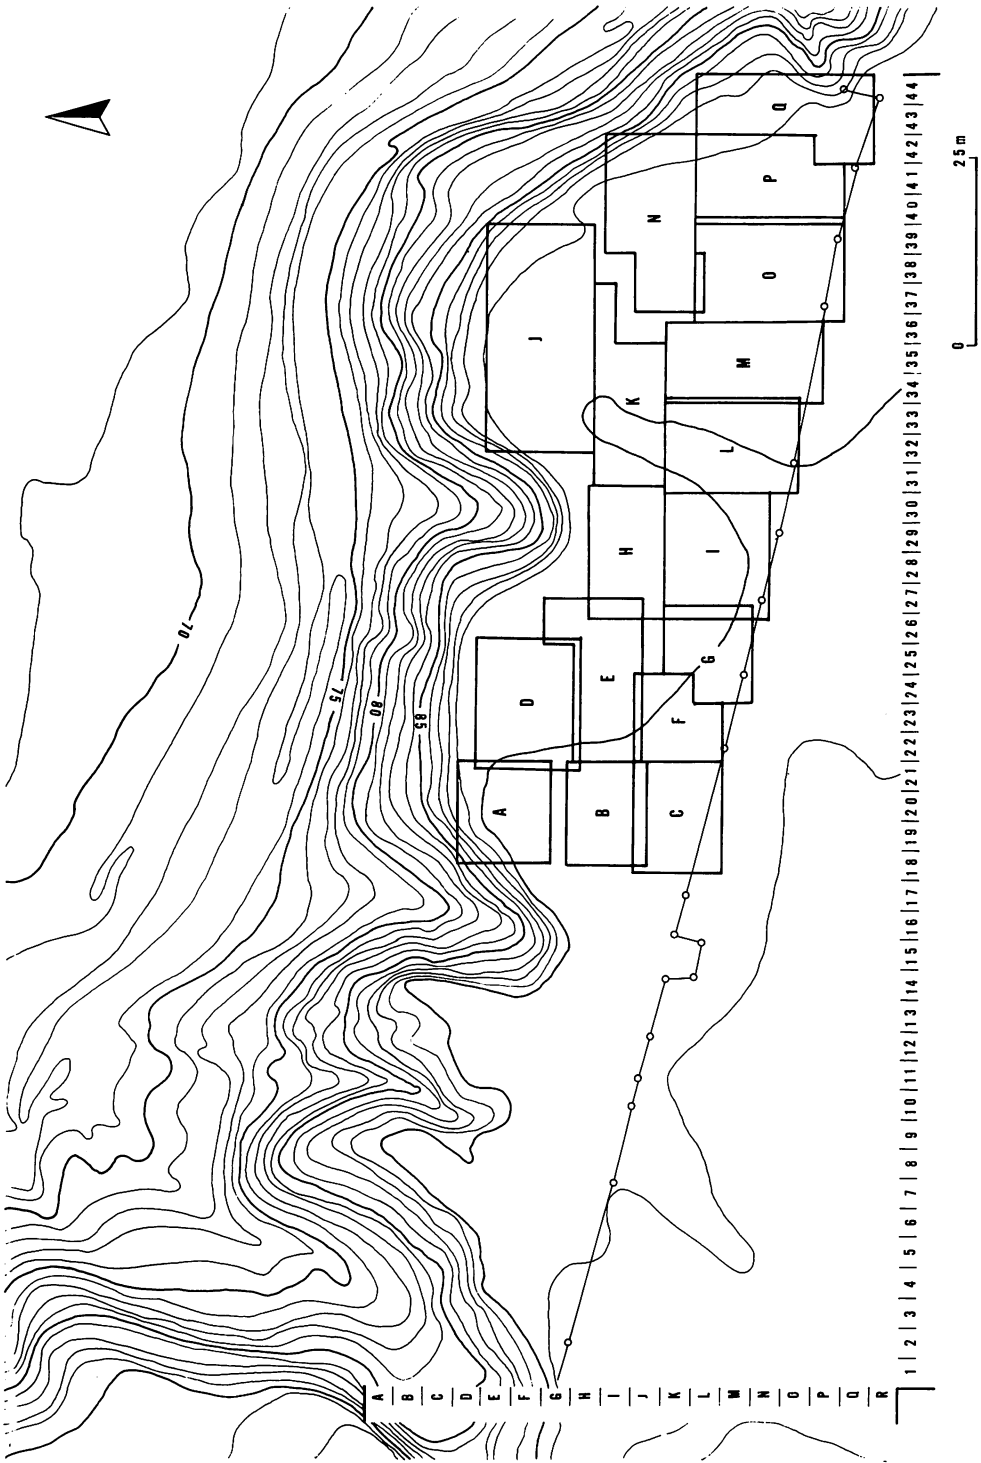 70
75
80
85
A
B
C
D
E
F
G
H
I
J
K
L
M
N
O
P
Q
A
B
C
D
E
F
G
H
I
J
K
L
M
N
O
P
Q
R
1 | 2 | 3 | 4 | 5 | 6 | 7 | 8 | 9 | 10 | 11 | 12 | 13 | 14 | 15 | 16 | 17 | 18 | 19 | 20 | 21 | 22 | 23 | 24 | 25 | 26 | 27 | 28 | 29 | 30 | 31 | 32 | 33 | 34 | 35 | 36 | 37 | 38 | 39 | 40 | 41 | 42 | 43 | 44
0 25m